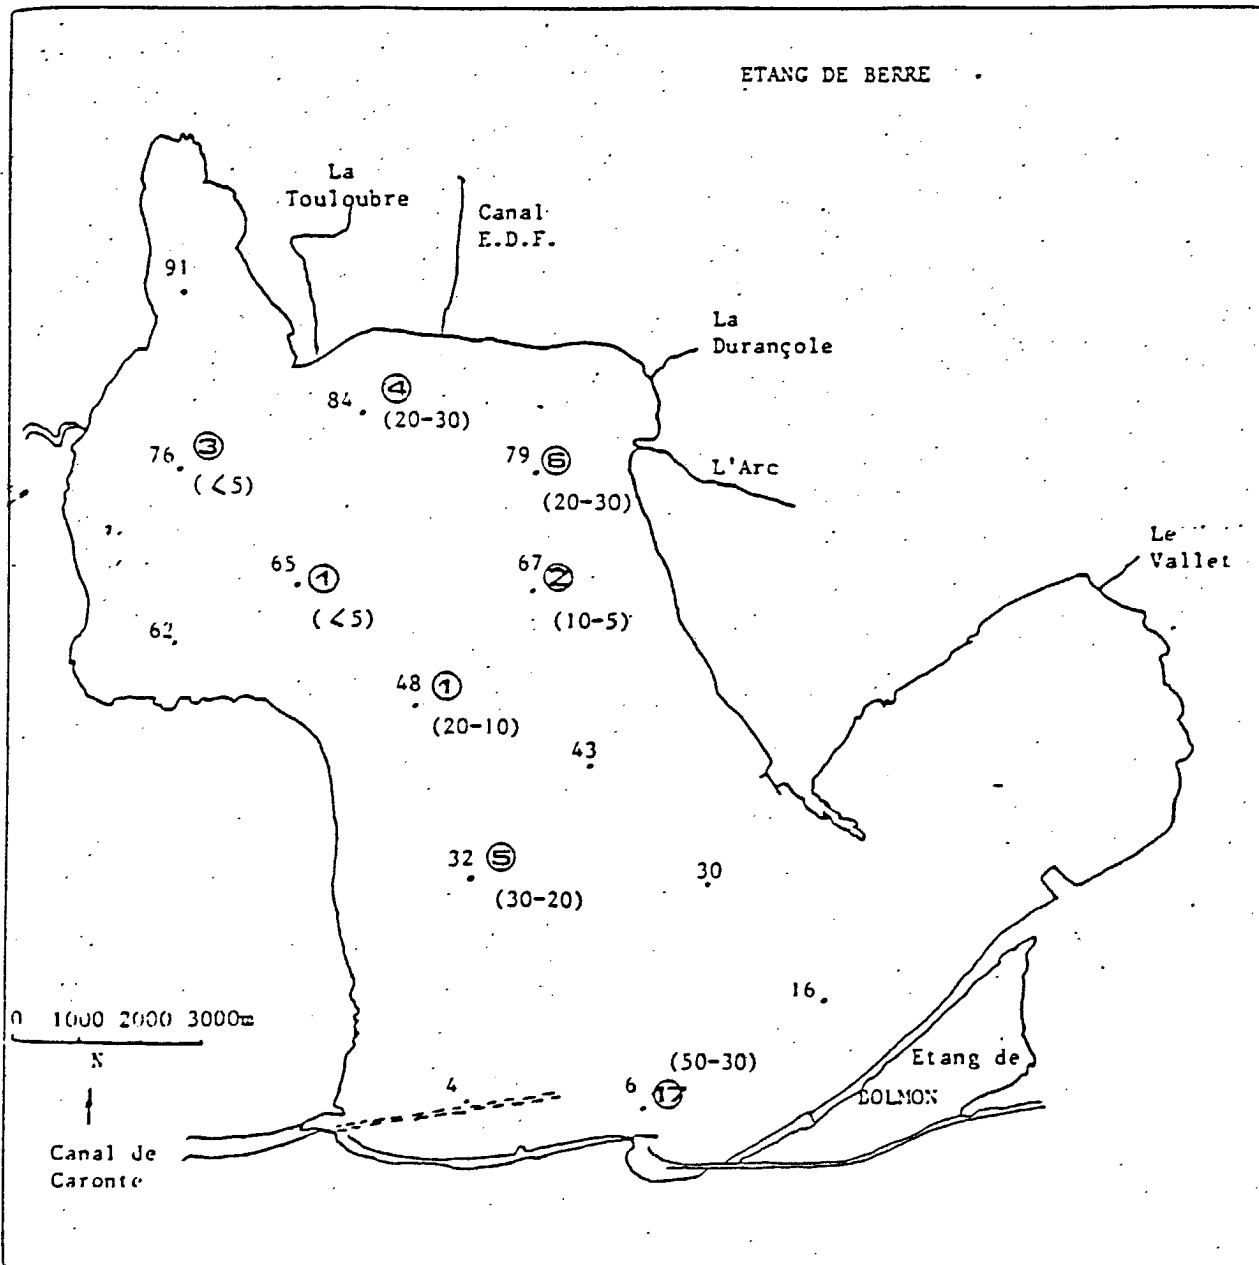 ETANG DE BERRE
La
Touloubre
Canal
E.D.F.
91
La
Durançole
84 4
(20-30)
76 3
(<5)
79 6
(20-30)
L'Arc
Le
Vallet
65 1
(<5)
67 2
(10-5)
62
48 1
(20-10)
43
32 5
(30-20)
30
16
0 1000 2000 3000m
N
(50-30)
Etang de
BOLMON
4
6 17
Canal de
Caronte